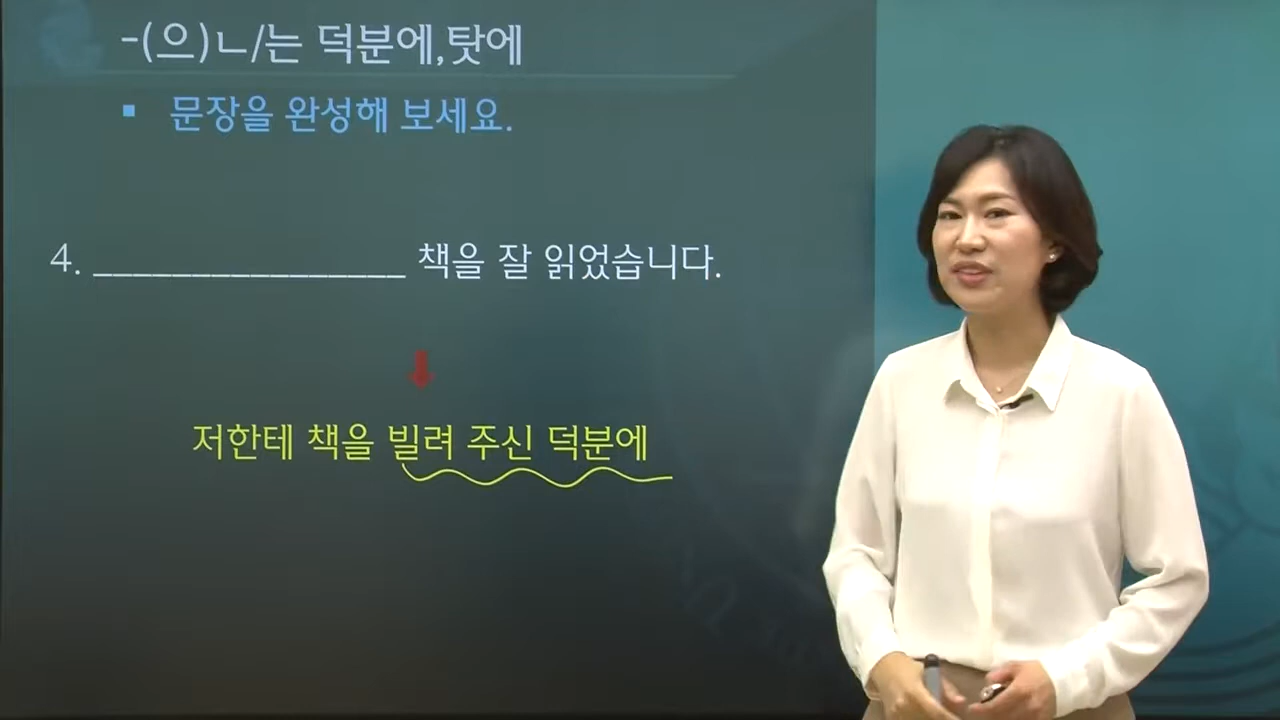 -(으)ㄴ/는 덕분에,탓에
▪ 문장을 완성해 보세요.
4. ________________ 책을 잘 읽었습니다.
저한테 책을 빌려 주신 덕분에